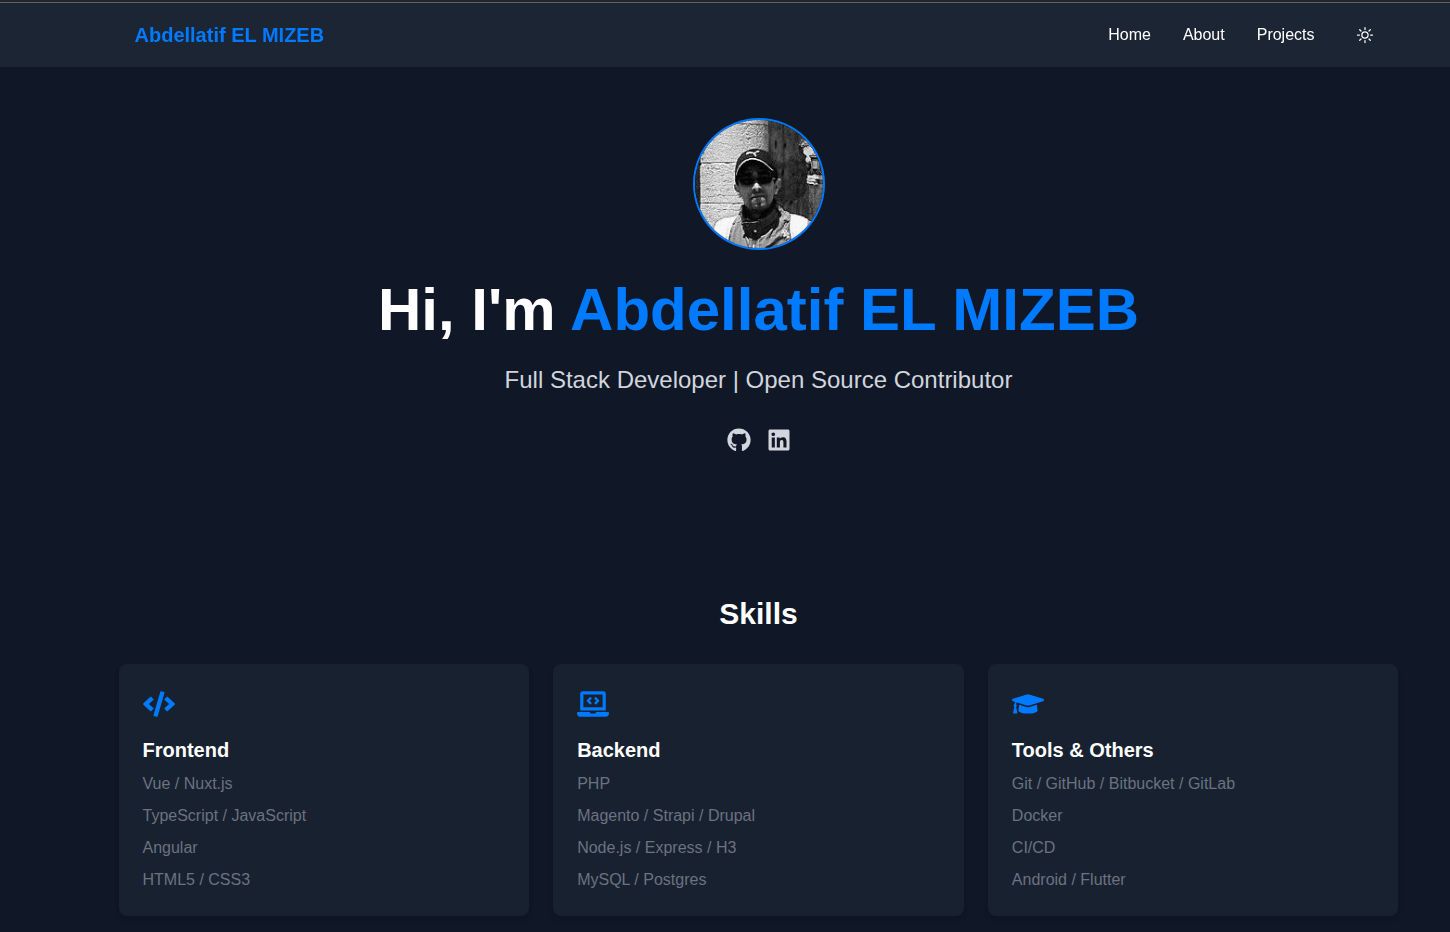 Abdellatif EL MIZEB
Home About Projects
Hi, I'm Abdellatif EL MIZEB
Full Stack Developer | Open Source Contributor
Skills
Frontend
Vue / Nuxt.js
TypeScript / JavaScript
Angular
HTML5 / CSS3
Backend
PHP
Magento / Strapi / Drupal
Node.js / Express / H3
MySQL / Postgres
Tools & Others
Git / GitHub / Bitbucket / GitLab
Docker
CI/CD
Android / Flutter